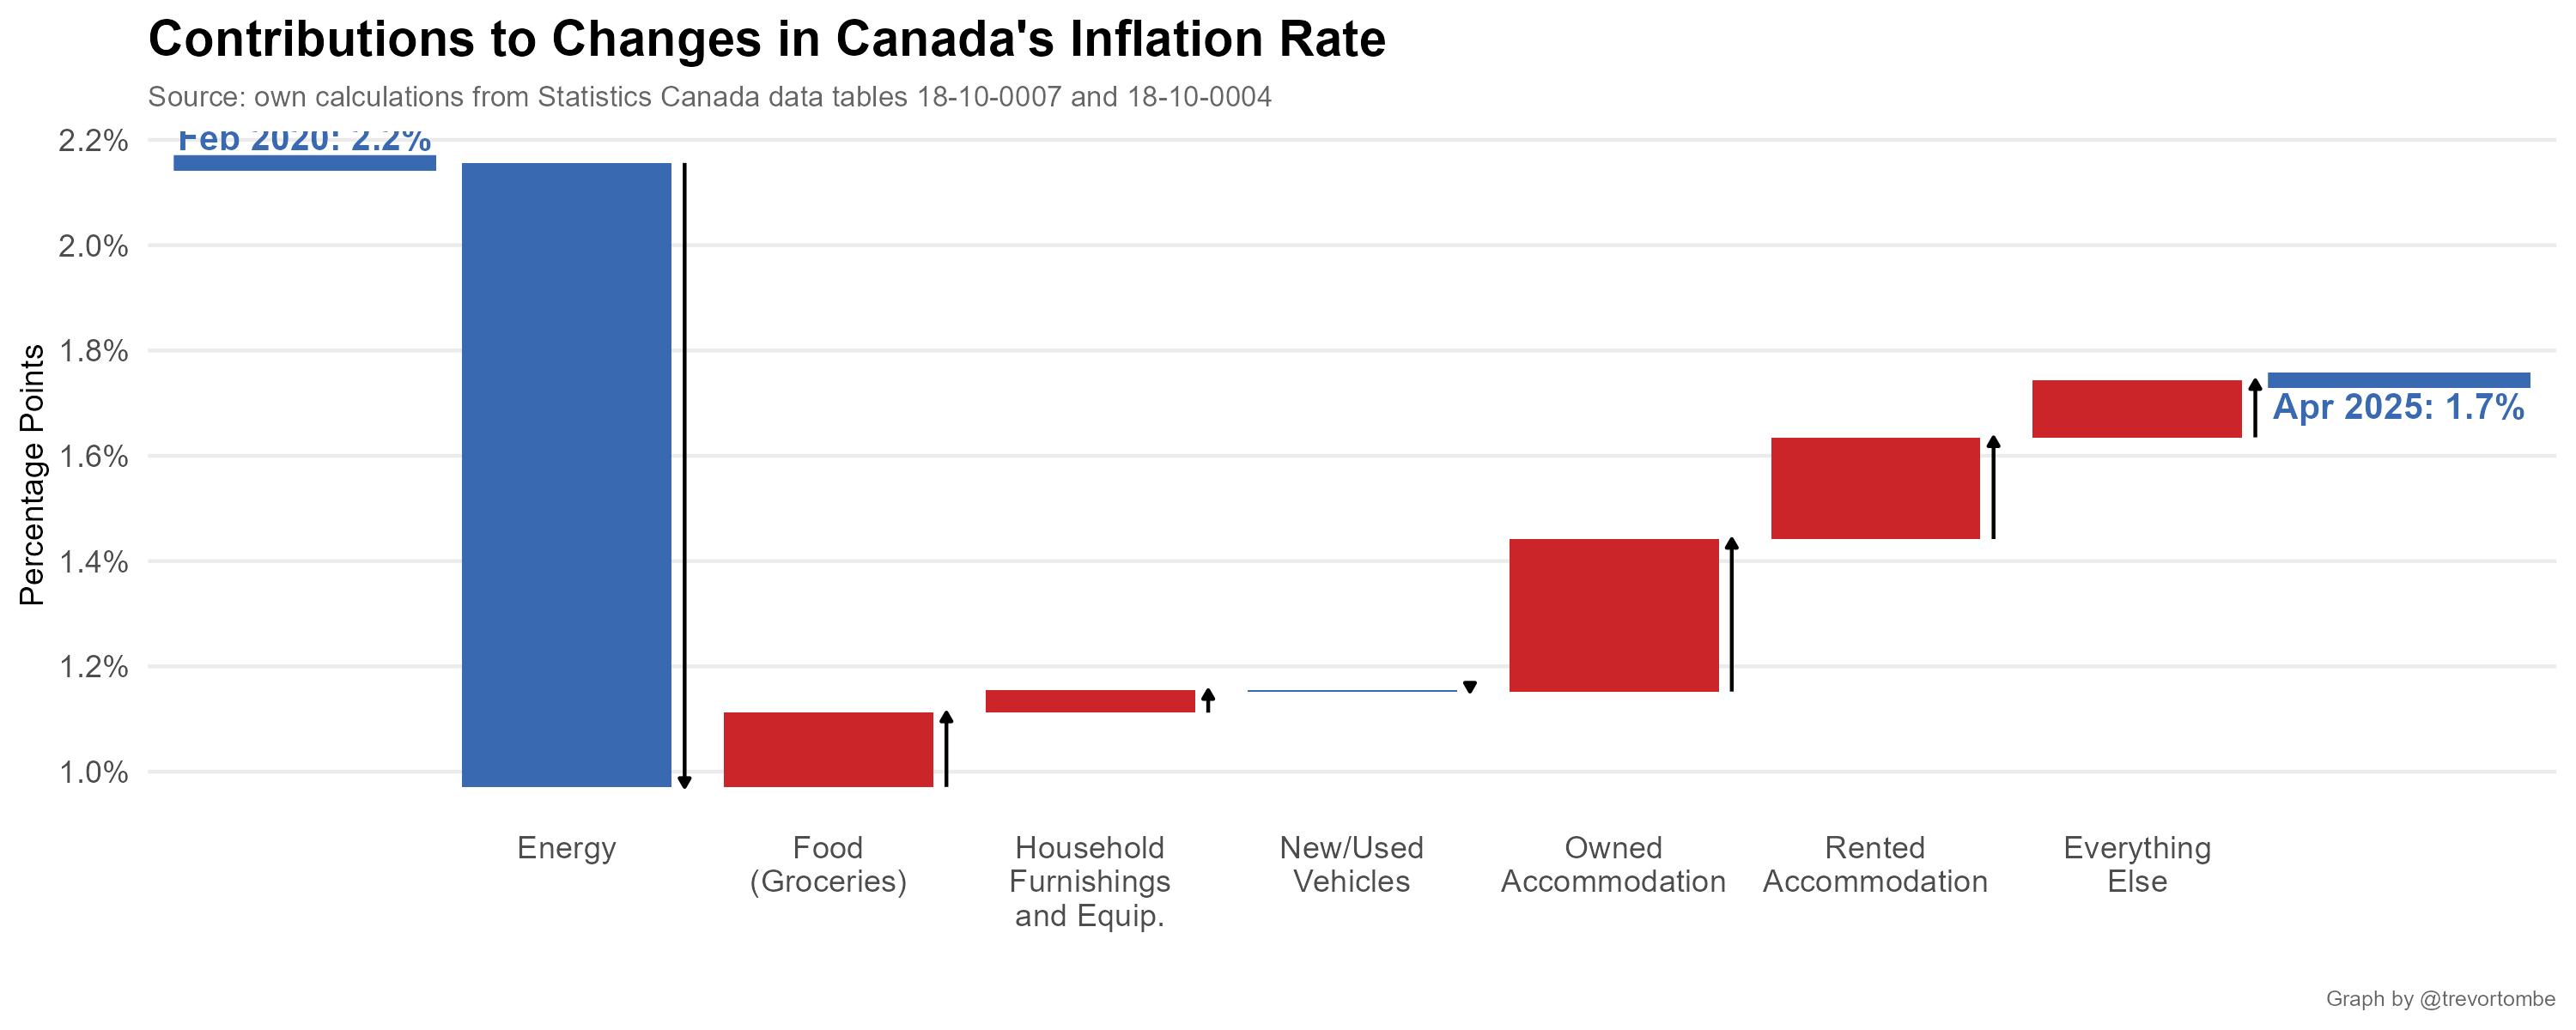 Contributions to Changes in Canada's Inflation Rate
Source: own calculations from Statistics Canada data tables 18-10-0007 and 18-10-0004
Percentage Points
2.2%
2.0%
1.8%
1.6%
1.4%
1.2%
1.0%
Feb 2020: 2.2%
Apr 2025: 1.7%
Energy
Food
(Groceries)
Household
Furnishings
and Equip.
New/Used
Vehicles
Owned
Accommodation
Rented
Accommodation
Everything
Else
Graph by @trevortombe